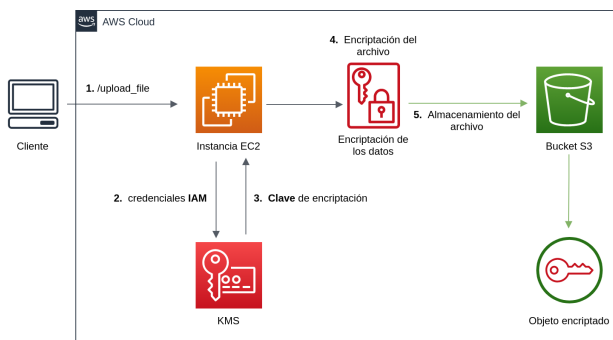 aws
AWS Cloud
4. Encriptación del
archivo
1. /upload_file
Cliente
Instancia EC2
Encriptación de
los datos
5. Almacenamiento del
archivo
Bucket S3
2. credenciales IAM
3. Clave de encriptación
KMS
Objeto encriptado